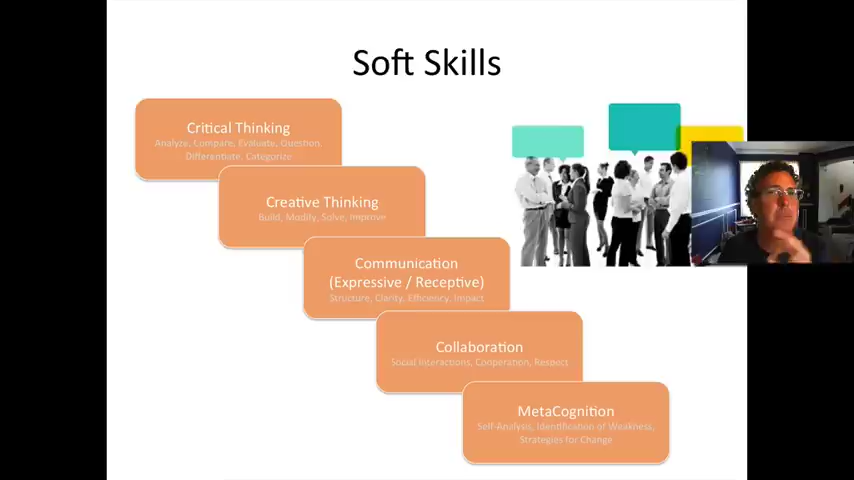 Soft Skills
Critical Thinking
Analyze, Compare, Evaluate, Question,
Differentiate, Categorize
Creative Thinking
Build, Modify, Solve, Improve
Communication
(Expressive / Receptive)
Structure, Clarity, Efficiency, Impact
Collaboration
Social Interactions, Cooperation, Respect
MetaCognition
Self-Analysis, Identification of Weakness,
Strategies for Change